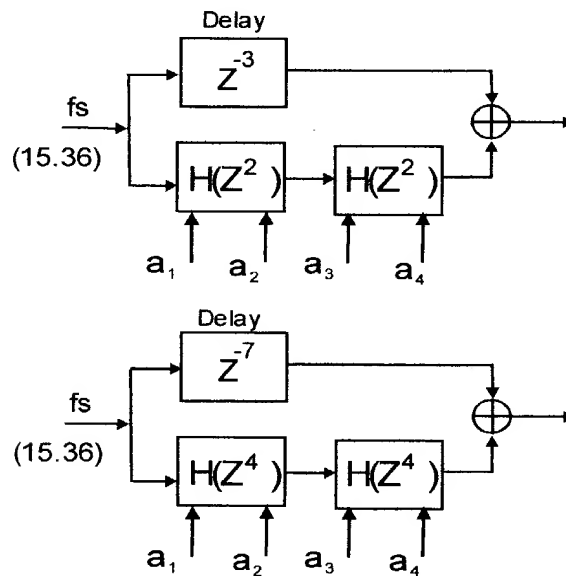 Delay
Z⁻³
fs
(15.36)
H(Z²) H(Z²)
a₁ a₂ a₃ a₄
Delay
Z⁻⁷
fs
(15.36)
H(Z⁴) H(Z⁴)
a₁ a₂ a₃ a₄